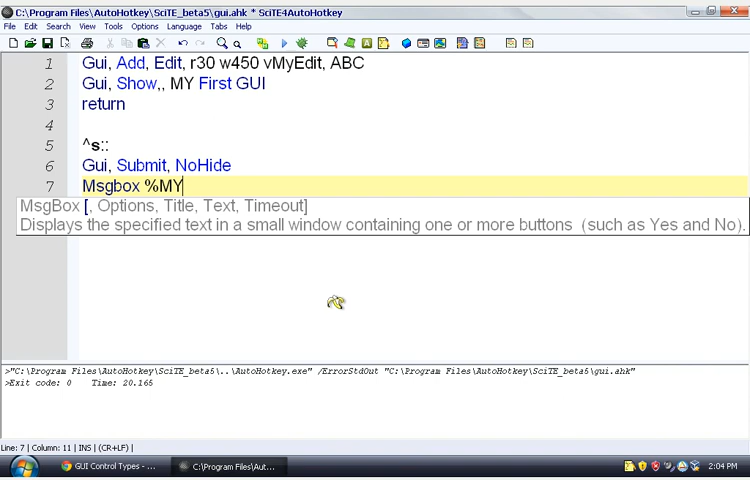 C:\Program Files\AutoHotkey\SciTE_beta5\gui.ahk * SciTE4AutoHotkey
File Edit Search View Tools Options Language Tabs Help
1 Gui, Add, Edit, r30 w450 vMyEdit, ABC
2 Gui, Show,, MY First GUI
3 return
4
5 ^s::
6 Gui, Submit, NoHide
7 Msgbox %MY
MsgBox [, Options, Title, Text, Timeout]
Displays the specified text in a small window containing one or more buttons (such as Yes and No).
>"C:\Program Files\AutoHotkey\SciTE_beta5\..\AutoHotkey.exe" /ErrorStdOut "C:\Program Files\AutoHotkey\SciTE_beta5\gui.ahk"
>Exit code: 0 Time: 20.165
Line: 7 | Column: 11 | INS | (CR+LF) |
GUI Control Types - ... C:\Program Files\Aut... 2:04 PM